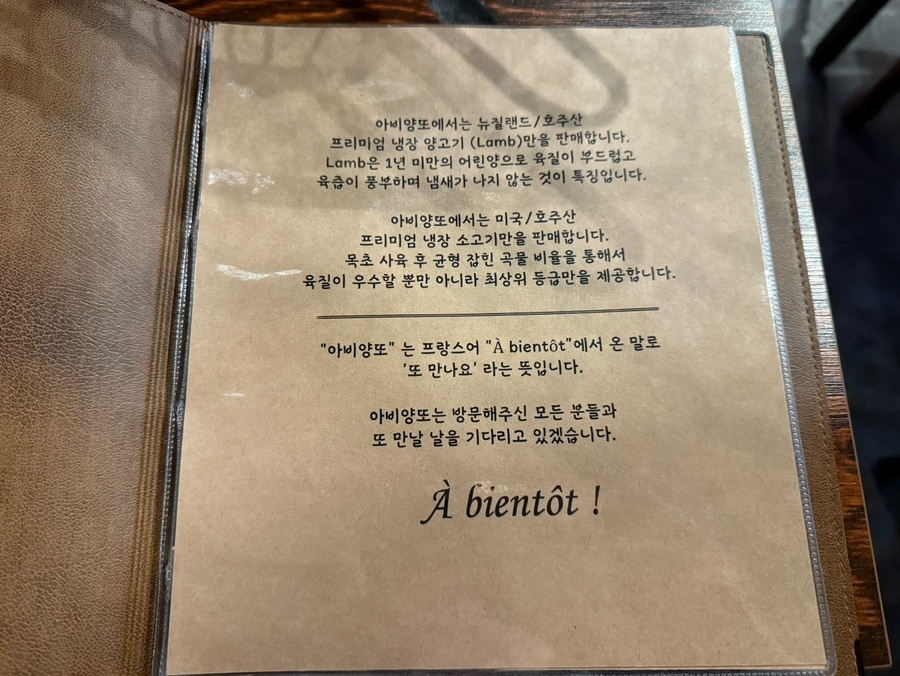 아비양또에서는 뉴질랜드/호주산
프리미엄 냉장 양고기 (Lamb)만을 판매합니다.
Lamb은 1년 미만의 어린양으로 육질이 부드럽고
육즙이 풍부하며 냄새가 나지 않는 것이 특징입니다.
아비양또에서는 미국/호주산
프리미엄 냉장 소고기만을 판매합니다.
목초 사육 후 균형 잡힌 곡물 비율을 통해서
육질이 우수할 뿐만 아니라 최상위 등급만을 제공합니다.
"아비양또" 는 프랑스어 "À bientôt"에서 온 말로
'또 만나요' 라는 뜻입니다.
아비양또는 방문해주신 모든 분들과
또 만날 날을 기다리고 있겠습니다.
À bientôt !